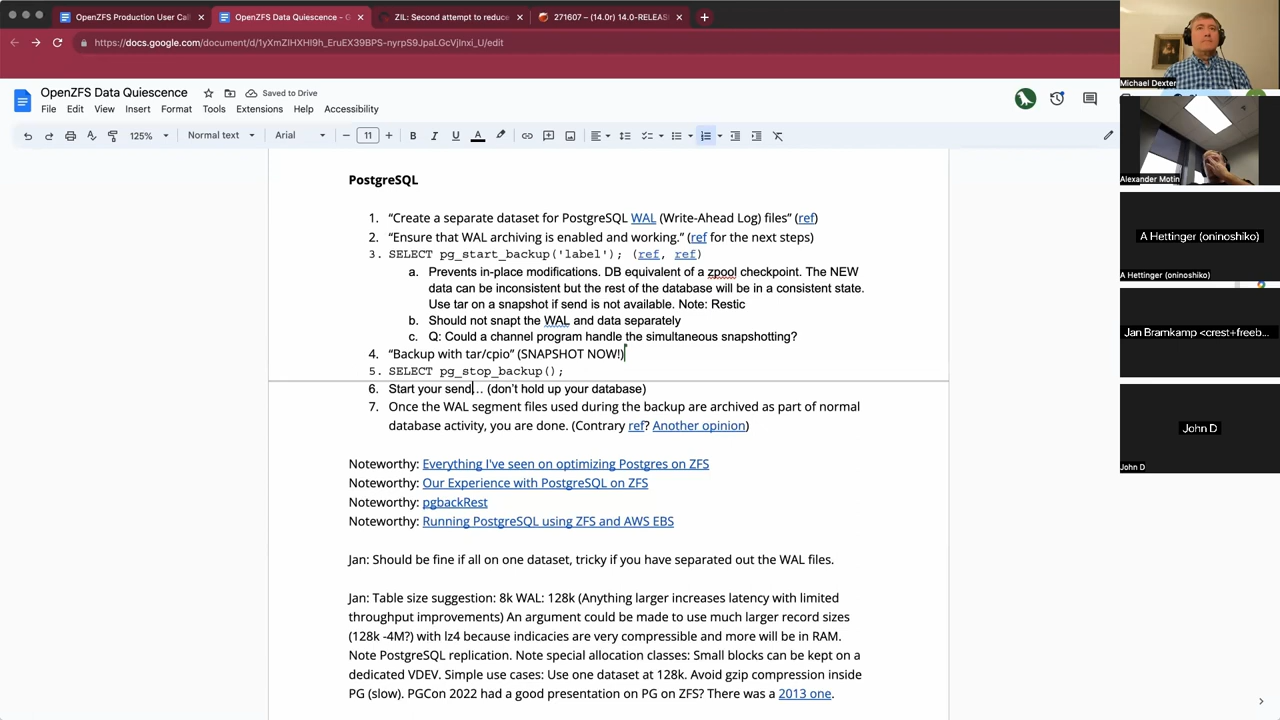 OpenZFS Production User Cal
OpenZFS Data Quiescence - G
ZIL: Second attempt to reduce
271607 – (14.0r) 14.0-RELEAS
https://docs.google.com/document/d/1yXmZIHXHI9h_EruEX39BPS-nyrpS9JpaLGcVjInxi_U/edit
OpenZFS Data Quiescence
Saved to Drive
File Edit View Insert Format Tools Extensions Help Accessibility
125% Normal text Arial 11
PostgreSQL
1. “Create a separate dataset for PostgreSQL WAL (Write-Ahead Log) files” (ref)
2. “Ensure that WAL archiving is enabled and working.” (ref for the next steps)
3. SELECT pg_start_backup('label'); (ref, ref)
a. Prevents in-place modifications. DB equivalent of a zpool checkpoint. The NEW
data can be inconsistent but the rest of the database will be in a consistent state.
Use tar on a snapshot if send is not available. Note: Restic
b. Should not snapt the WAL and data separately
c. Q: Could a channel program handle the simultaneous snapshotting?
4. “Backup with tar/cpio” (SNAPSHOT NOW!)
5. SELECT pg_stop_backup();
6. Start your send… (don’t hold up your database)
7. Once the WAL segment files used during the backup are archived as part of normal
database activity, you are done. (Contrary ref? Another opinion)
Noteworthy: Everything I've seen on optimizing Postgres on ZFS
Noteworthy: Our Experience with PostgreSQL on ZFS
Noteworthy: pgbackRest
Noteworthy: Running PostgreSQL using ZFS and AWS EBS
Jan: Should be fine if all on one dataset, tricky if you have separated out the WAL files.
Jan: Table size suggestion: 8k WAL: 128k (Anything larger increases latency with limited
throughput improvements) An argument could be made to use much larger record sizes
(128k -4M?) with lz4 because indicacies are very compressible and more will be in RAM.
Note PostgreSQL replication. Note special allocation classes: Small blocks can be kept on a
dedicated VDEV. Simple use cases: Use one dataset at 128k. Avoid gzip compression inside
PG (slow). PGCon 2022 had a good presentation on PG on ZFS? There was a 2013 one.
Michael Dexter
Alexander Motin
A Hettinger (oninoshiko)
A Hettinger (oninoshiko)
Jan Bramkamp <crest+freeb…
Jan Bramkamp <crest+freeb
John D
John D